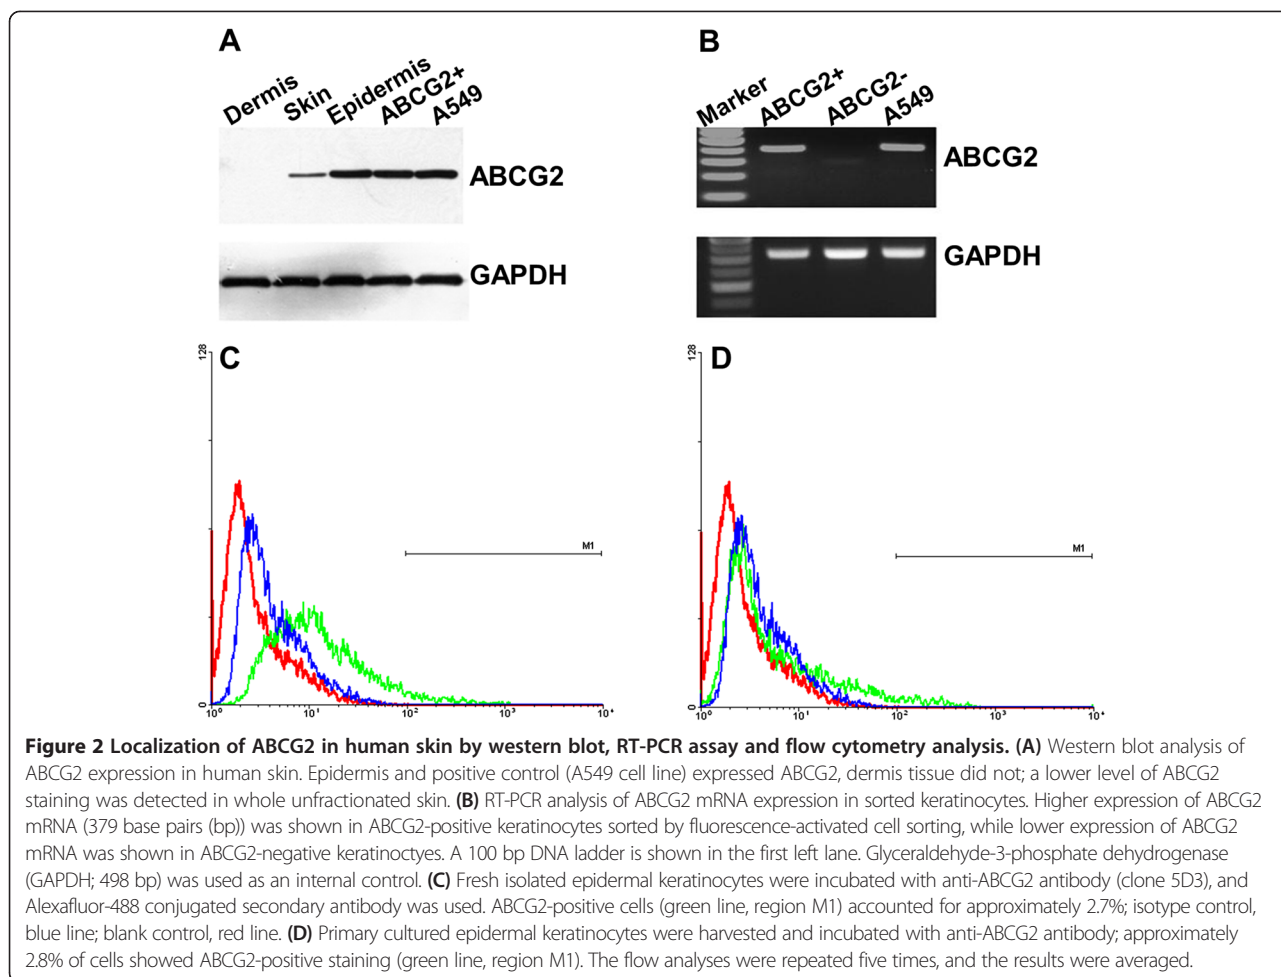 A
B
Dermis
Skin
Epidermis
ABCG2+
A549
Marker
ABCG2+
ABCG2-
A549
ABCG2
ABCG2
GAPDH
GAPDH
C
D
128
128
M1
M1
0
0
10⁰ 10¹ 10² 10³ 10⁴
10⁰ 10¹ 10² 10³ 10⁴
Figure 2 Localization of ABCG2 in human skin by western blot, RT-PCR assay and flow cytometry analysis. (A) Western blot analysis of
ABCG2 expression in human skin. Epidermis and positive control (A549 cell line) expressed ABCG2, dermis tissue did not; a lower level of ABCG2
staining was detected in whole unfractionated skin. (B) RT-PCR analysis of ABCG2 mRNA expression in sorted keratinocytes. Higher expression of ABCG2
mRNA (379 base pairs (bp)) was shown in ABCG2-positive keratinocytes sorted by fluorescence-activated cell sorting, while lower expression of ABCG2
mRNA was shown in ABCG2-negative keratinoctyes. A 100 bp DNA ladder is shown in the first left lane. Glyceraldehyde-3-phosphate dehydrogenase
(GAPDH; 498 bp) was used as an internal control. (C) Fresh isolated epidermal keratinocytes were incubated with anti-ABCG2 antibody (clone 5D3), and
Alexafluor-488 conjugated secondary antibody was used. ABCG2-positive cells (green line, region M1) accounted for approximately 2.7%; isotype control,
blue line; blank control, red line. (D) Primary cultured epidermal keratinocytes were harvested and incubated with anti-ABCG2 antibody; approximately
2.8% of cells showed ABCG2-positive staining (green line, region M1). The flow analyses were repeated five times, and the results were averaged.